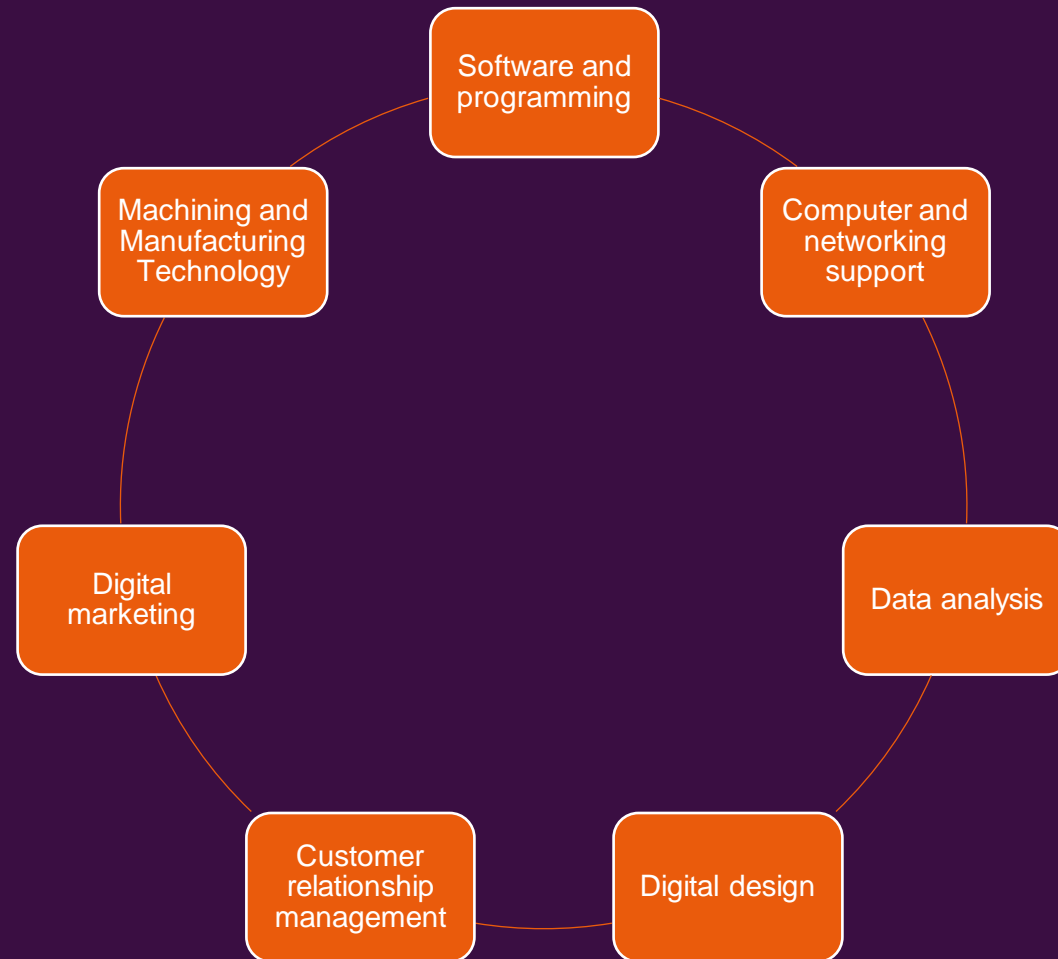 Software and
programming
Computer and
networking
support
Data analysis
Digital design
Customer
relationship
management
Digital
marketing
Machining and
Manufacturing
Technology